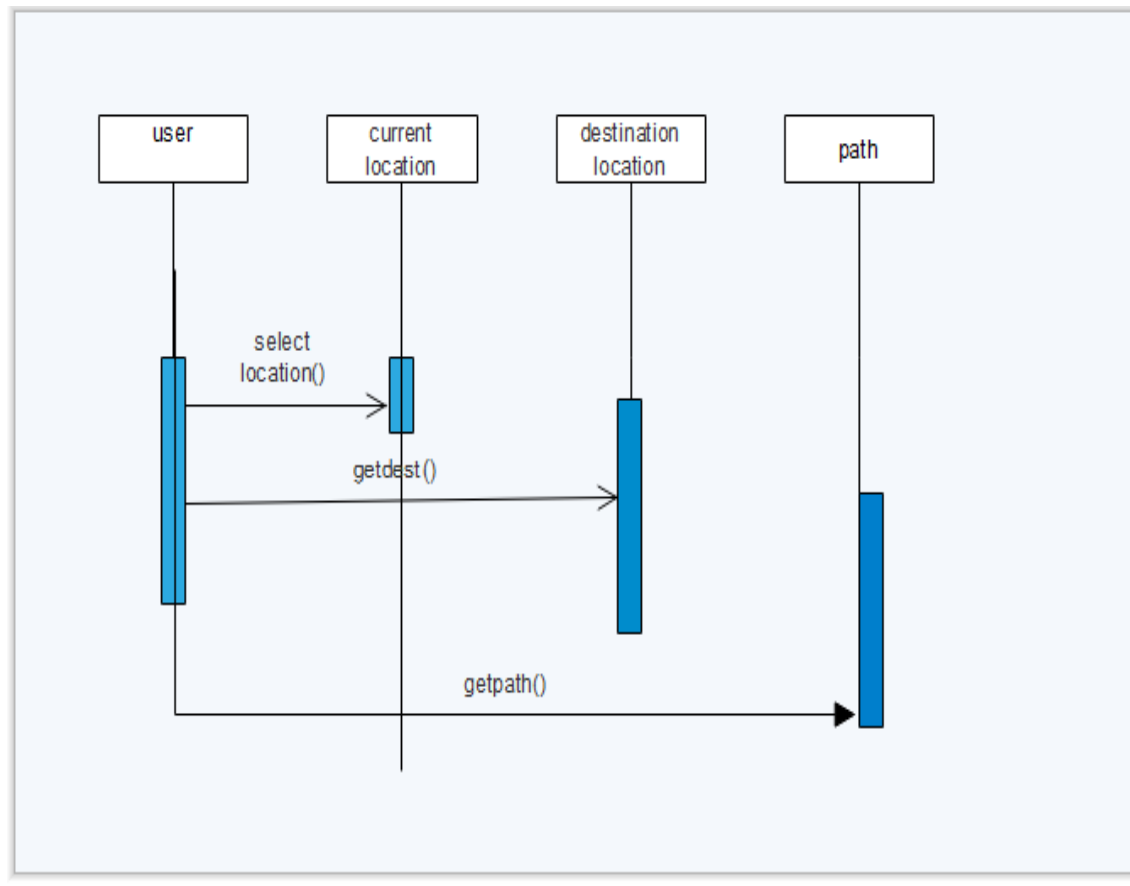 user
current
location
destination
location
path
select
location()
getdest()
getpath()